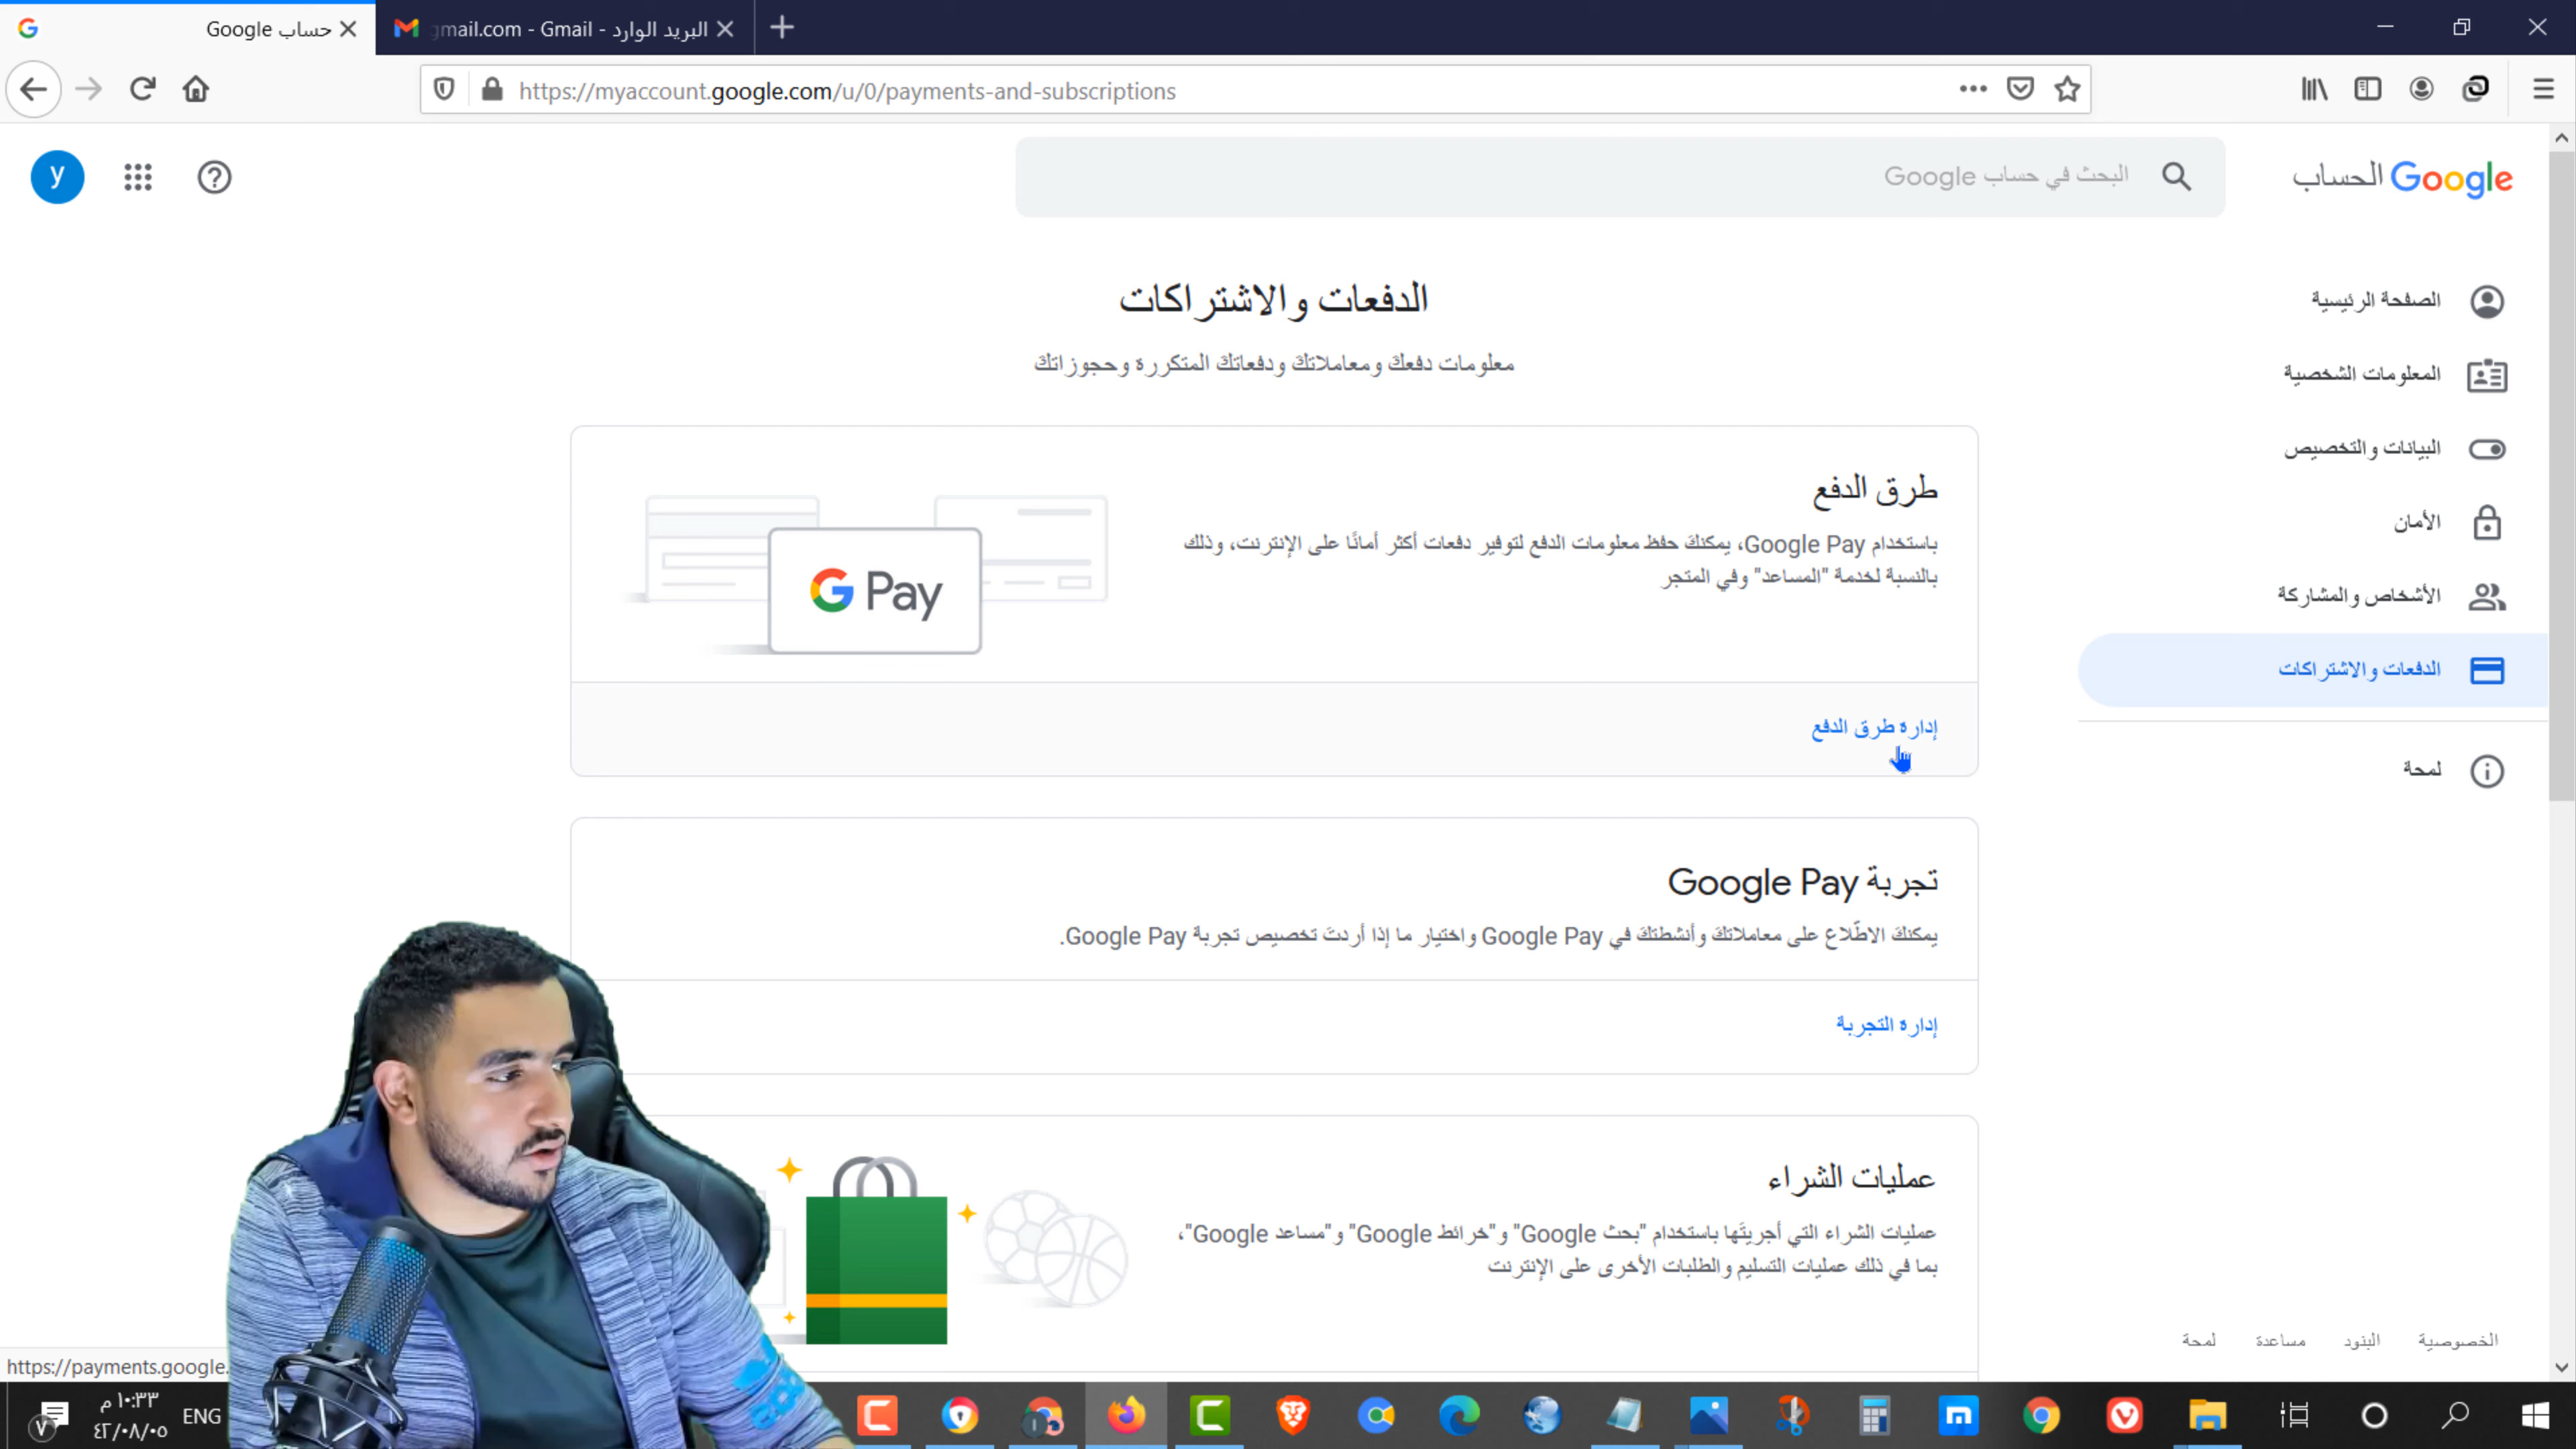 حساب Google
gmail.com - Gmail - البريد الوارد
https://myaccount.google.com/u/0/payments-and-subscriptions
y
البحث في حساب Google
الحساب Google
الصفحة الرئيسية
المعلومات الشخصية
البيانات والتخصيص
الأمان
الأشخاص والمشاركة
الدفعات والاشتراكات
لمحة
الدفعات والاشتراكات
معلومات دفعك ومعاملاتك ودفعاتك المتكررة وحجوزاتك
طرق الدفع
باستخدام Google Pay، يمكنك حفظ معلومات الدفع لتوفير دفعات أكثر أمانًا على الإنترنت، وذلك
بالنسبة لخدمة "المساعد" وفي المتجر
G Pay
إدارة طرق الدفع
تجربة Google Pay
يمكنك الاطّلاع على معاملاتك وأنشطتك في Google Pay واختيار ما إذا أردتَ تخصيص تجربة Google Pay.
إدارة التجربة
عمليات الشراء
عمليات الشراء التي أجريتَها باستخدام "بحث Google" و"خرائط Google" و"مساعد Google"،
بما في ذلك عمليات التسليم والطلبات الأخرى على الإنترنت
الخصوصية
البنود
مساعدة
لمحة
https://payments.google.
١٠:٣٣ م
٤٢/٠٨/٠٥
ENG
٧